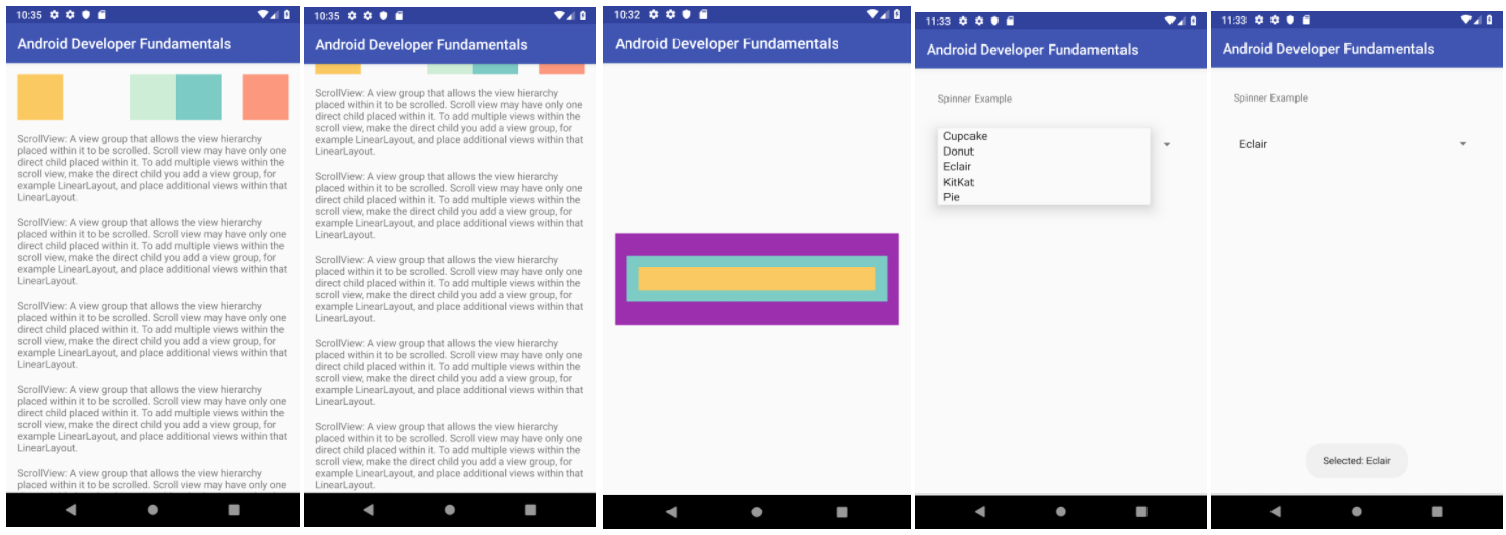 10:35
Android Developer Fundamentals
ScrollView: A view group that allows the view hierarchy
placed within it to be scrolled. Scroll view may have only one
direct child placed within it. To add multiple views within the
scroll view, make the direct child you add a view group, for
example LinearLayout, and place additional views within that
LinearLayout.
ScrollView: A view group that allows the view hierarchy
placed within it to be scrolled. Scroll view may have only one
direct child placed within it. To add multiple views within the
scroll view, make the direct child you add a view group, for
example LinearLayout, and place additional views within that
LinearLayout.
ScrollView: A view group that allows the view hierarchy
placed within it to be scrolled. Scroll view may have only one
direct child placed within it. To add multiple views within the
scroll view, make the direct child you add a view group, for
example LinearLayout, and place additional views within that
LinearLayout.
ScrollView: A view group that allows the view hierarchy
placed within it to be scrolled. Scroll view may have only one
direct child placed within it. To add multiple views within the
scroll view, make the direct child you add a view group, for
example LinearLayout, and place additional views within that
LinearLayout.
ScrollView: A view group that allows the view hierarchy
placed within it to be scrolled. Scroll view may have only one
10:35
Android Developer Fundamentals
ScrollView: A view group that allows the view hierarchy
placed within it to be scrolled. Scroll view may have only one
direct child placed within it. To add multiple views within the
scroll view, make the direct child you add a view group, for
example LinearLayout, and place additional views within that
LinearLayout.
ScrollView: A view group that allows the view hierarchy
placed within it to be scrolled. Scroll view may have only one
direct child placed within it. To add multiple views within the
scroll view, make the direct child you add a view group, for
example LinearLayout, and place additional views within that
LinearLayout.
ScrollView: A view group that allows the view hierarchy
placed within it to be scrolled. Scroll view may have only one
direct child placed within it. To add multiple views within the
scroll view, make the direct child you add a view group, for
example LinearLayout, and place additional views within that
LinearLayout.
ScrollView: A view group that allows the view hierarchy
placed within it to be scrolled. Scroll view may have only one
direct child placed within it. To add multiple views within the
scroll view, make the direct child you add a view group, for
example LinearLayout, and place additional views within that
LinearLayout.
ScrollView: A view group that allows the view hierarchy
placed within it to be scrolled. Scroll view may have only one
direct child placed within it. To add multiple views within the
scroll view, make the direct child you add a view group, for
example LinearLayout, and place additional views within that
LinearLayout.
10:32
Android Developer Fundamentals
11:33
Android Developer Fundamentals
Spinner Example
Cupcake
Donut
Eclair
KitKat
Pie
11:33
Android Developer Fundamentals
Spinner Example
Eclair
Selected: Eclair